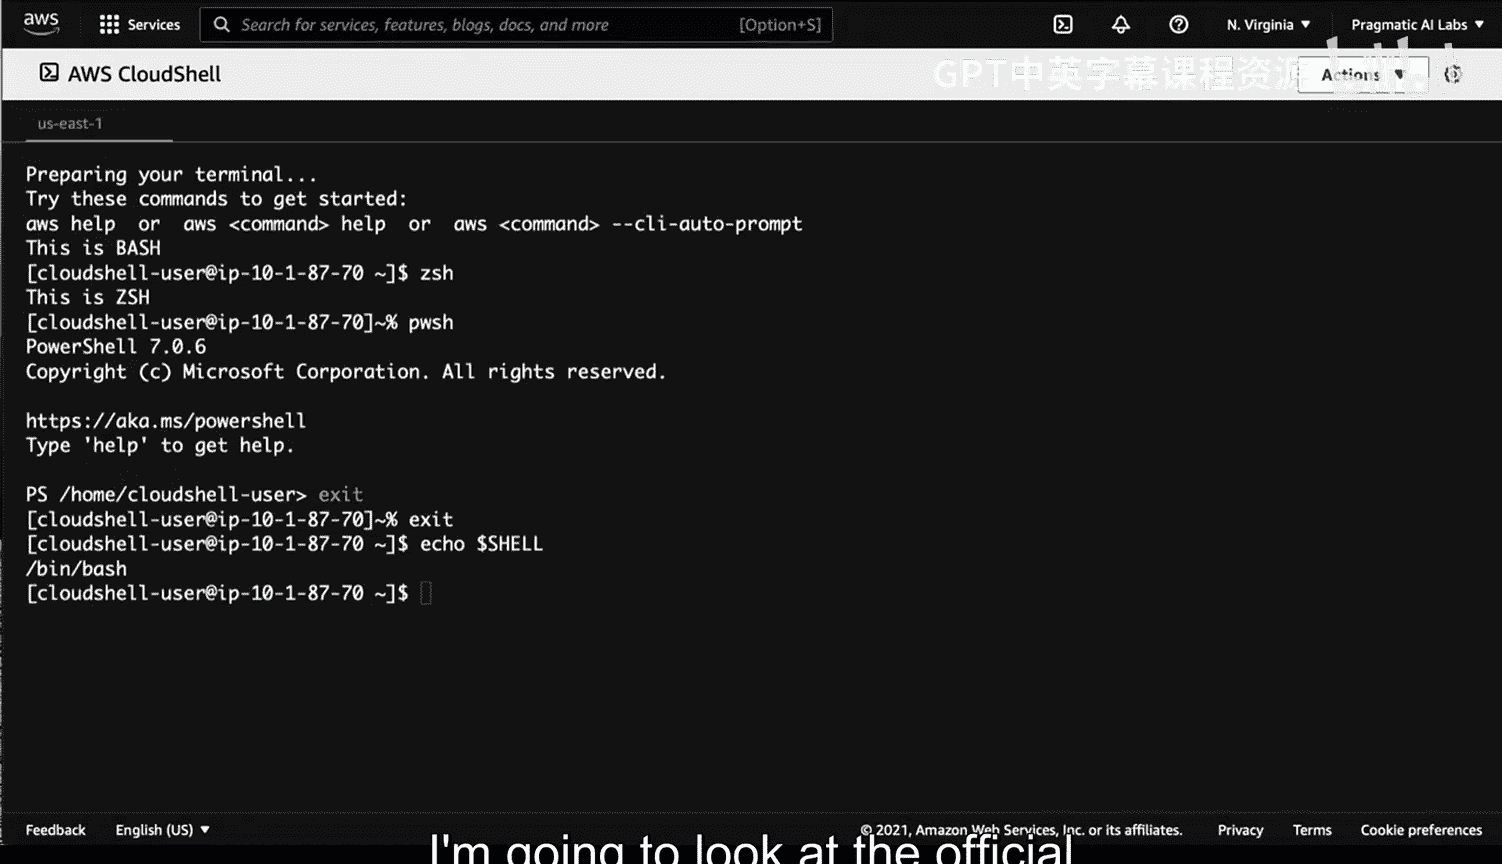 aws Services Search for services, features, blogs, docs, and more [Option+S] N. Virginia Pragmatic AI Labs
AWS CloudShell
GPT中英字幕课程资源
Actions
us-east-1
Preparing your terminal...
Try these commands to get started:
aws help or aws <command> help or aws <command> --cli-auto-prompt
This is BASH
[cloudshell-user@ip-10-1-87-70 ~]$ zsh
This is ZSH
[cloudshell-user@ip-10-1-87-70]~% pwsh
PowerShell 7.0.6
Copyright (c) Microsoft Corporation. All rights reserved.
https://aka.ms/powershell
Type 'help' to get help.
PS /home/cloudshell-user> exit
[cloudshell-user@ip-10-1-87-70]~% exit
[cloudshell-user@ip-10-1-87-70 ~]$ echo $SHELL
/bin/bash
[cloudshell-user@ip-10-1-87-70 ~]$
Feedback English (US) © 2021, Amazon Web Services, Inc. or its affiliates. Privacy Terms Cookie preferences
I'm going to look at the official